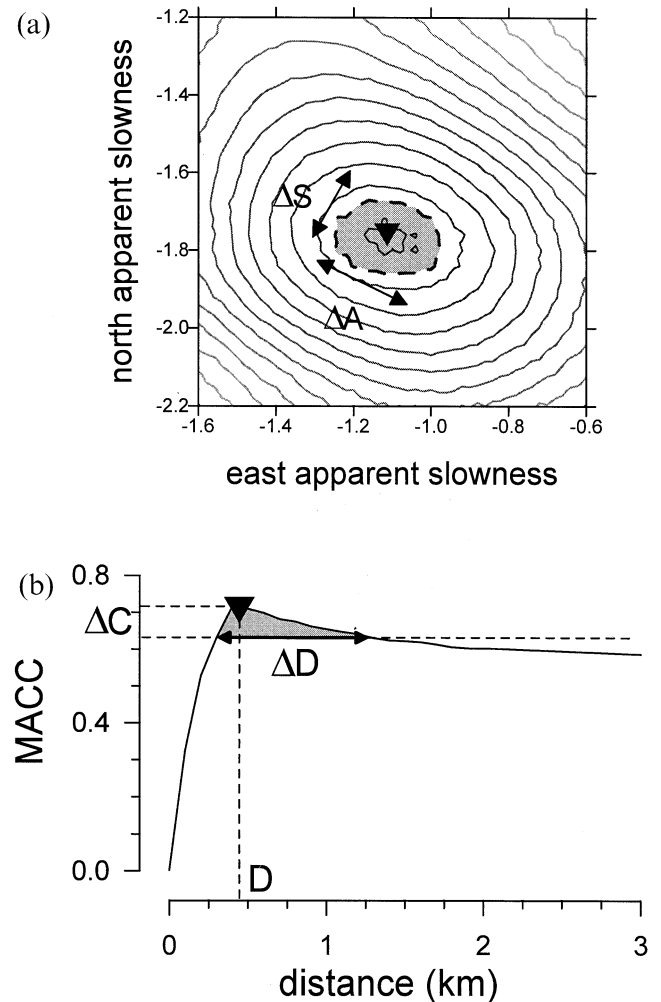 (a)
-1.2
-1.4
-1.6
-1.8
-2.0
-2.2
north apparent slowness
ΔS
ΔA
-1.6 -1.4 -1.2 -1.0 -0.8 -0.6
east apparent slowness
(b)
0.8
ΔC
ΔD
MACC
0.4
0.0
D
0 1 2 3
distance (km)